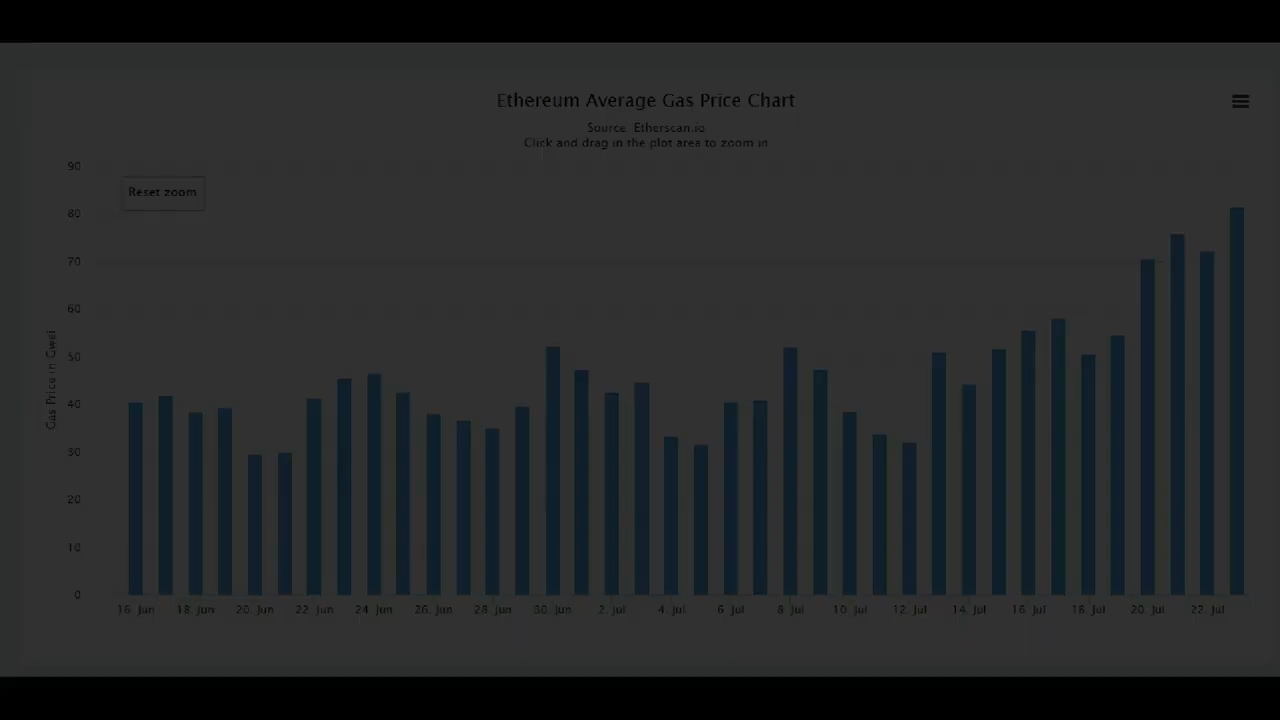 Ethereum Average Gas Price Chart
Source: Etherscan.io
Click and drag in the plot area to zoom in
Reset zoom
Gas Price in Gwei
90
80
70
60
50
40
30
20
10
0
16. Jun 18. Jun 20. Jun 22. Jun 24. Jun 26. Jun 28. Jun 30. Jun 2. Jul 4. Jul 6. Jul 8. Jul 10. Jul 12. Jul 14. Jul 16. Jul 18. Jul 20. Jul 22. Jul